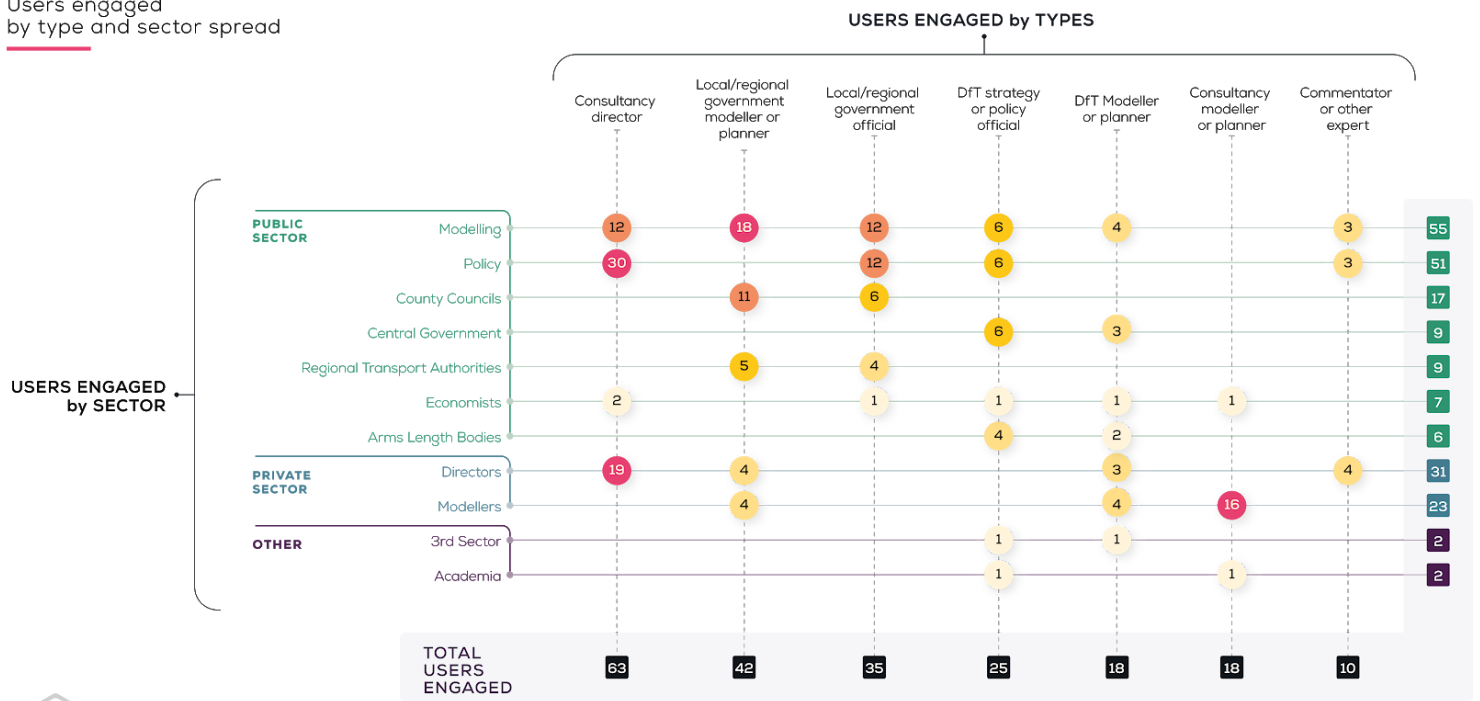 Users engaged
by type and sector spread
USERS ENGAGED by TYPES
Consultancy
director
Local/regional
government
modeller or
planner
Local/regional
government
official
DfT strategy
or policy
official
DfT Modeller
or planner
Consultancy
modeller
or planner
Commentator
or other
expert
USERS ENGAGED
by SECTOR
PUBLIC
SECTOR
Modelling 12 18 12 6 4 3 55
Policy 30 12 6 3 51
County Councils 11 6 17
Central Government 6 3 9
Regional Transport Authorities 5 4 9
Economists 2 1 1 1 1 7
Arms Length Bodies 4 2 6
PRIVATE
SECTOR
Directors 19 4 3 4 31
Modellers 4 4 16 23
OTHER
3rd Sector 1 1 2
Academia 1 1 2
TOTAL
USERS
ENGAGED
63 42 35 25 18 18 10